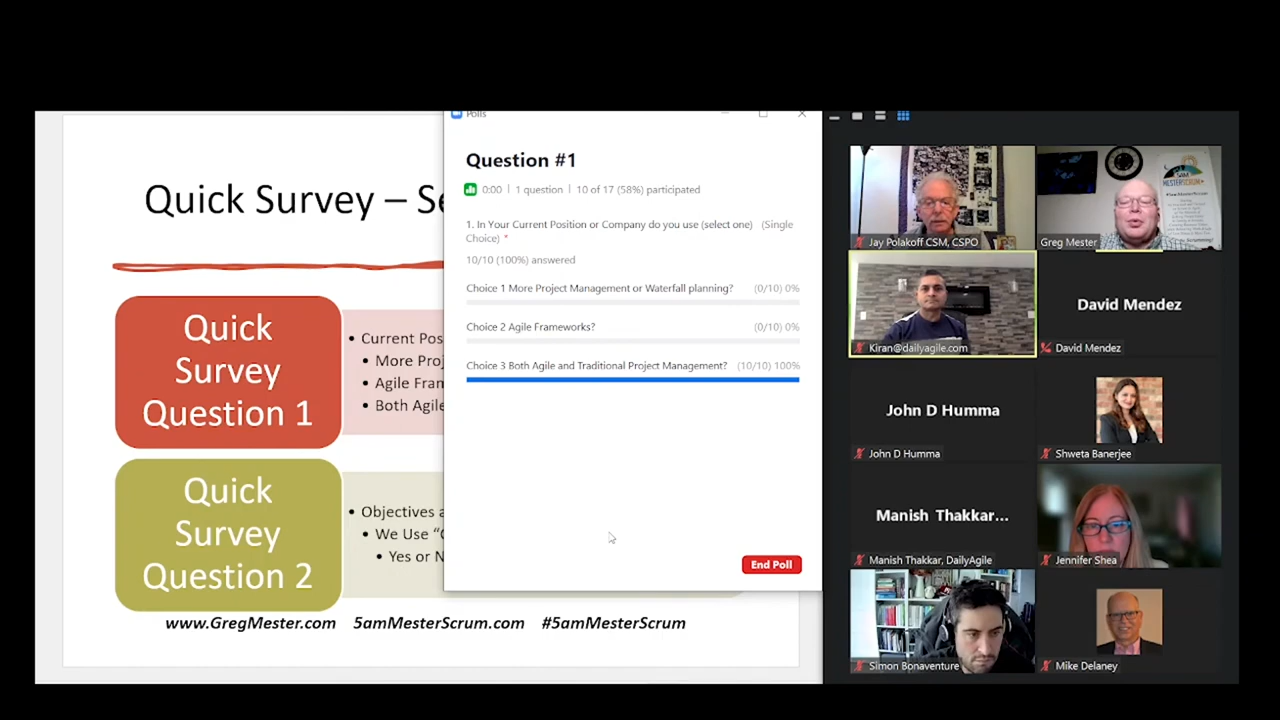 Quick Survey – Se
Quick
Survey
Question 1
Current Pos
More Proj
Agile Fran
Both Agile
Quick
Survey
Question 2
Objectives a
We Use “
Yes or N
www.GregMester.com 5amMesterScrum.com #5amMesterScrum
Polls
Question #1
0:00 1 question 10 of 17 (58%) participated
1. In Your Current Position or Company do you use (select one) (Single
Choice) *
10/10 (100%) answered
Choice 1 More Project Management or Waterfall planning? (0/10) 0%
Choice 2 Agile Frameworks? (0/10) 0%
Choice 3 Both Agile and Traditional Project Management? (10/10) 100%
End Poll
Jay Polakoff CSM, CSPO
5AM
MESTERSCRUM
Greg Mester
Kiran@dailyagile.com
David Mendez
David Mendez
John D Humma
John D Humma
Shweta Banerjee
Manish Thakkar...
Manish Thakkar, DailyAgile
Jennifer Shea
Simon Bonaventure
Mike Delaney